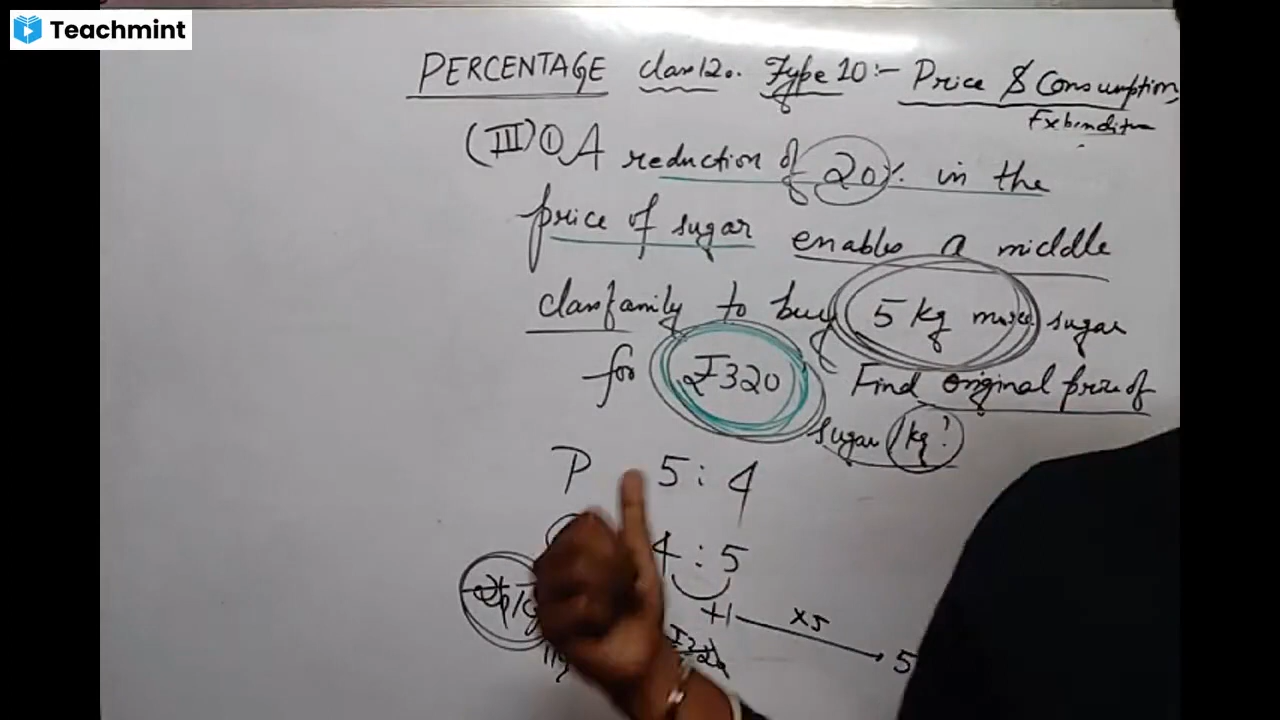 Teachmint
PERCENTAGE class 12. Type 10:- Price & Consumption,
Expenditure
(III) ① A reduction of 20% in the
price of sugar enables a middle
class family to buy 5 kg more sugar
for ₹320 Find original price of
sugar /kg?
P 5 : 4
4 : 5
+1 ×5 5